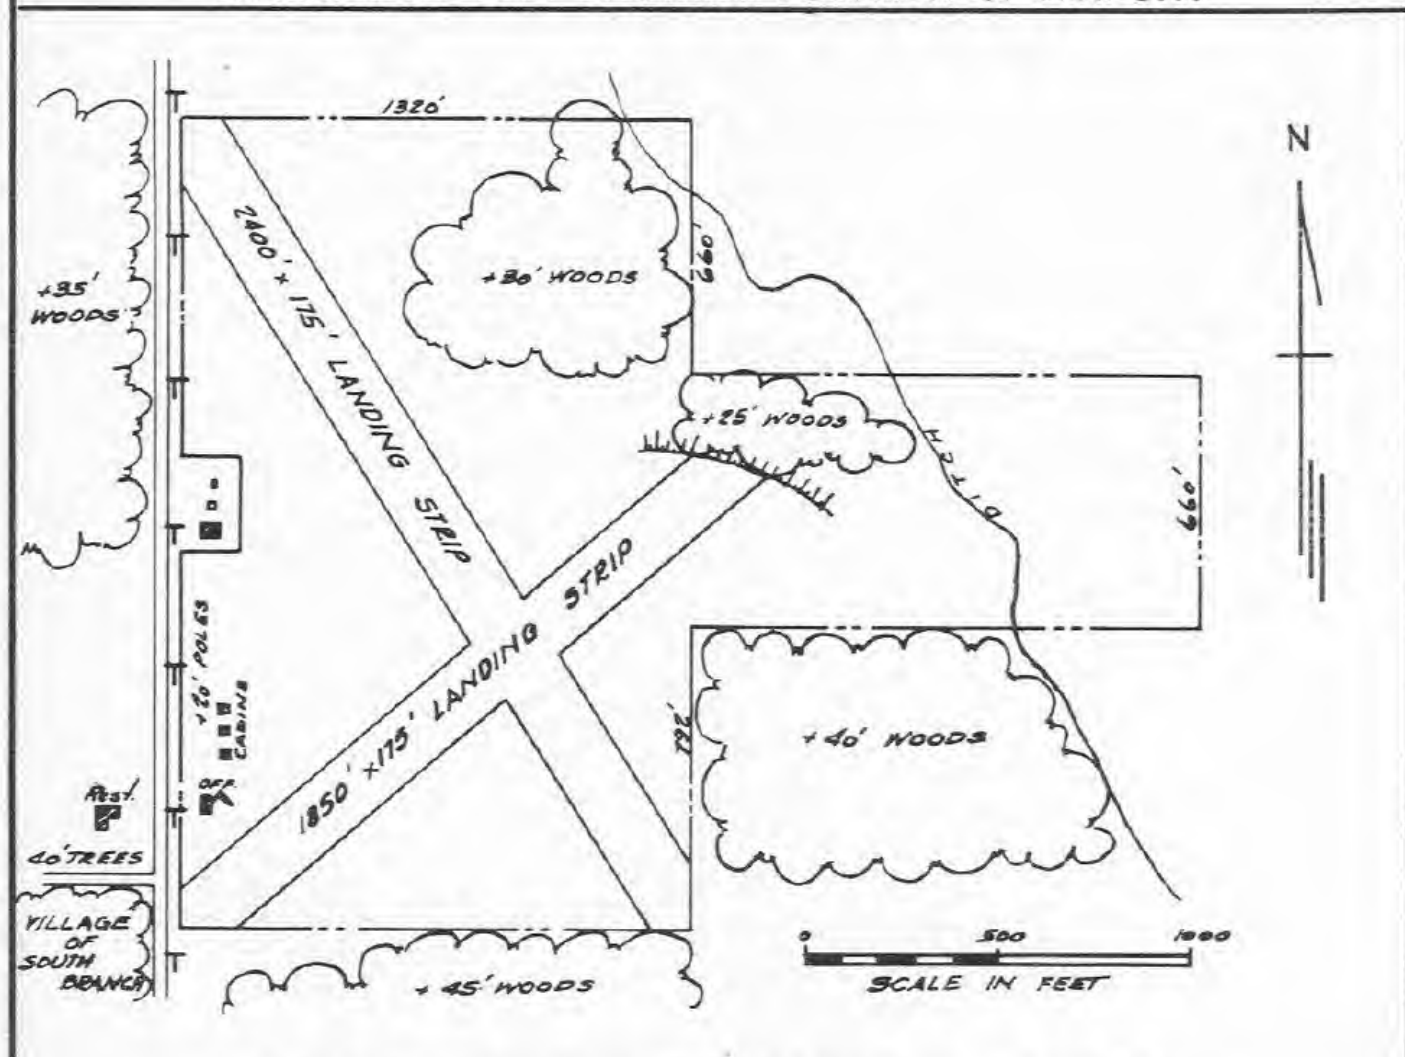 1320'
N
2400' x 175' LANDING STRIP
+30' WOODS
660'
+35'
WOODS
+25' WOODS
DITCH
660'
STRIP
+20' POLES
CABINS
1850' x 175' LANDING
792'
+40' WOODS
OFF.
Rest.
40' TREES
VILLAGE
OF
SOUTH
BRANCH
0 500 1000
SCALE IN FEET
+45' WOODS